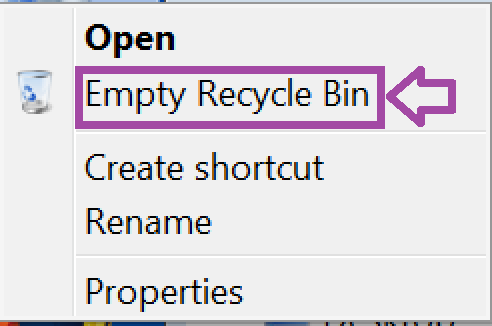 Open
Empty Recycle Bin
Create shortcut
Rename
Properties